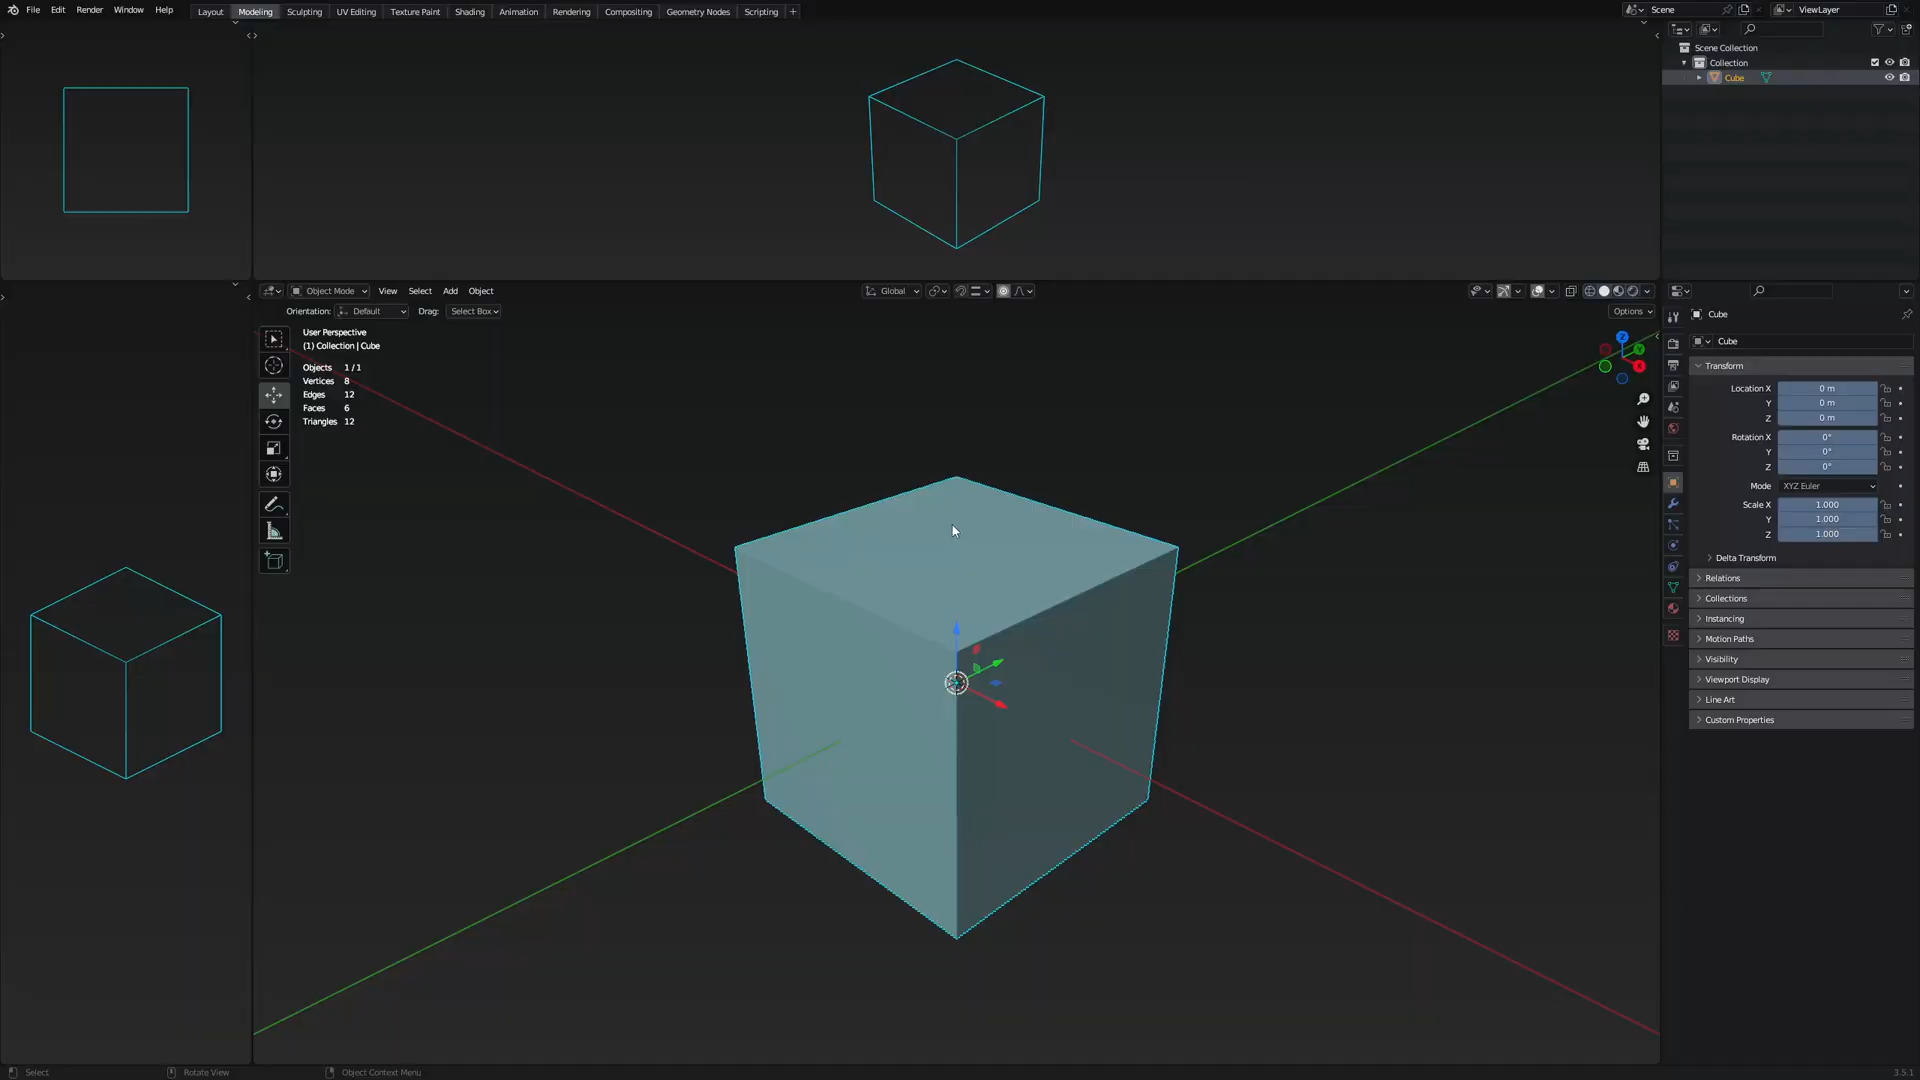 File Edit Render Window Help
Layout Modeling Sculpting UV Editing Texture Paint Shading Animation Rendering Compositing Geometry Nodes Scripting +
Scene
ViewLayer
Scene Collection
Collection
Cube
Object Mode View Select Add Object
Global
Orientation: Default Drag: Select Box
Options
User Perspective
(1) Collection | Cube
Objects 1/1
Vertices 8
Edges 12
Faces 6
Triangles 12
Z
Y
X
Cube
Cube
Transform
Location X 0 m
Y 0 m
Z 0 m
Rotation X 0°
Y 0°
Z 0°
Mode XYZ Euler
Scale X 1.000
Y 1.000
Z 1.000
Delta Transform
Relations
Collections
Instancing
Motion Paths
Visibility
Viewport Display
Line Art
Custom Properties
Select
Rotate View
Object Context Menu
3.5.1